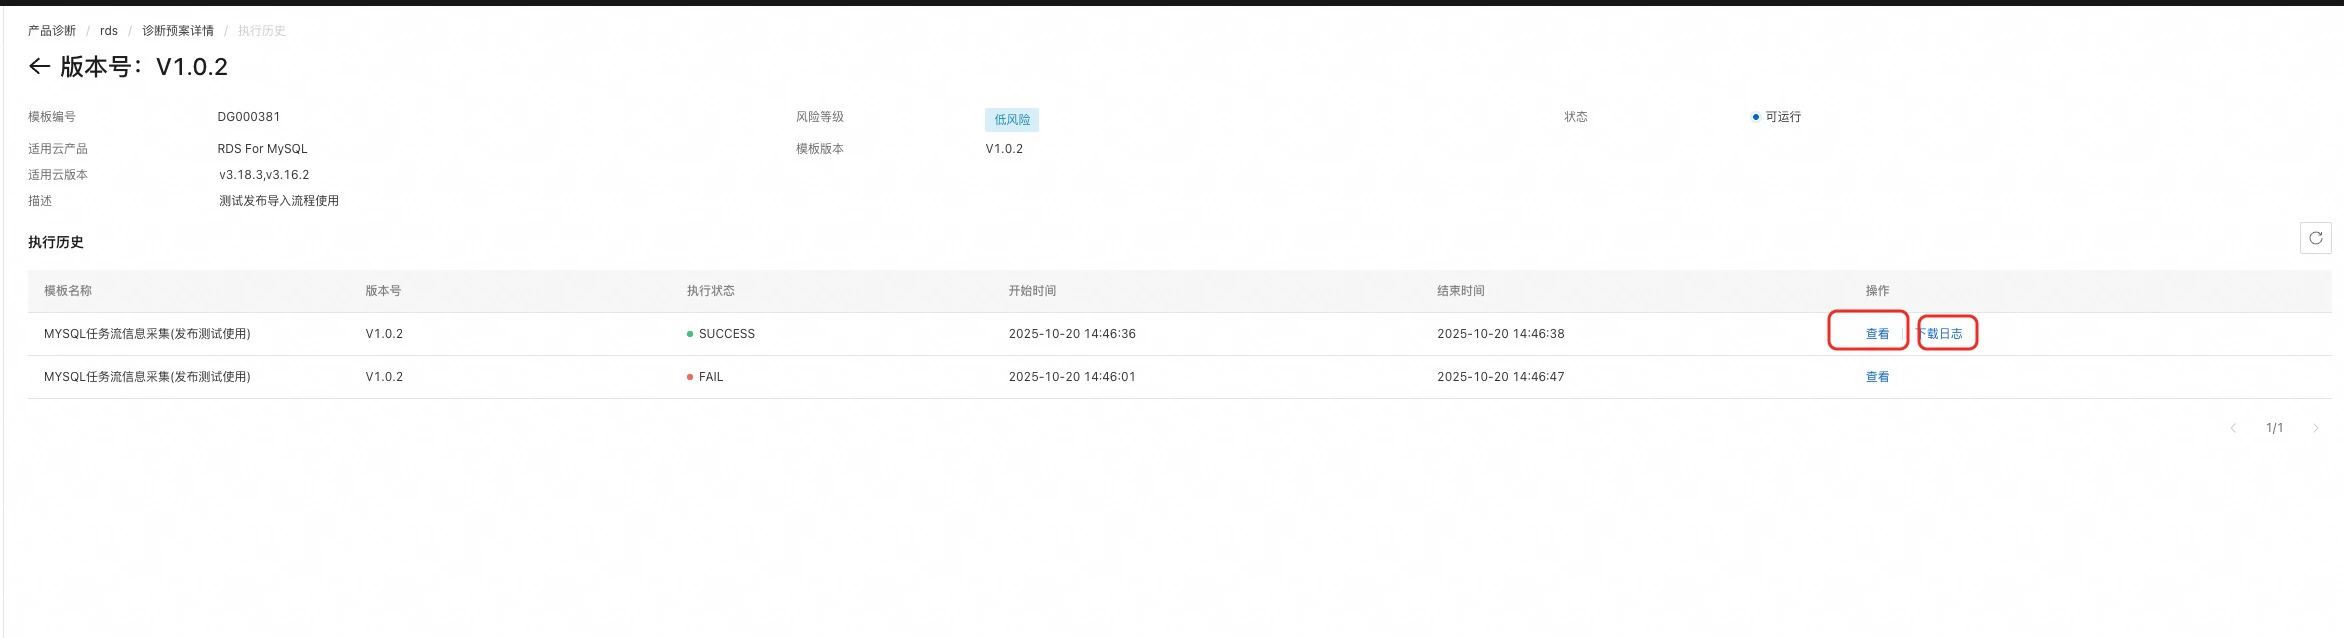 产品诊断 / rds / 诊断预案详情 / 执行历史
← 版本号：V1.0.2
模板编号 DG000381 风险等级 低风险 状态 可运行
适用云产品 RDS For MySQL 模板版本 V1.0.2
适用云版本 v3.18.3,v3.16.2
描述 测试发布导入流程使用
执行历史
模板名称 版本号 执行状态 开始时间 结束时间 操作
MYSQL任务流信息采集(发布测试使用) V1.0.2 SUCCESS 2025-10-20 14:46:36 2025-10-20 14:46:38 查看 | 下载日志
MYSQL任务流信息采集(发布测试使用) V1.0.2 FAIL 2025-10-20 14:46:01 2025-10-20 14:46:47 查看
< 1/1 >